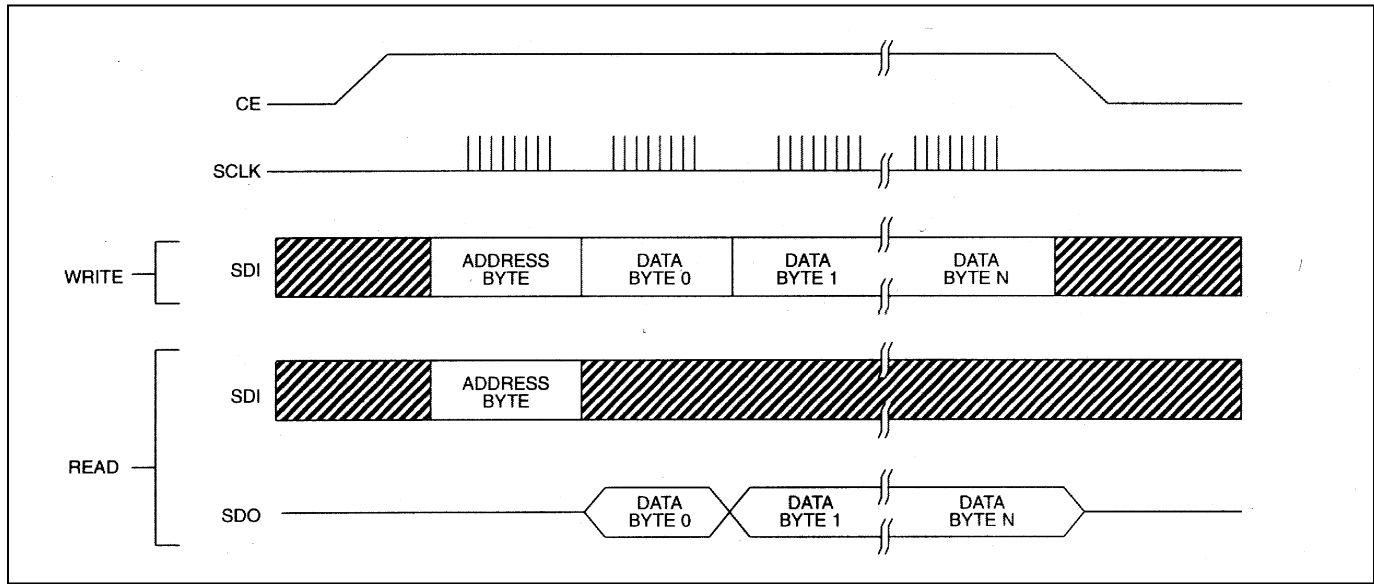 CE
SCLK
WRITE
SDI
ADDRESS
BYTE
DATA
BYTE 0
DATA
BYTE 1
DATA
BYTE N
READ
SDI
ADDRESS
BYTE
SDO
DATA
BYTE 0
DATA
BYTE 1
DATA
BYTE N